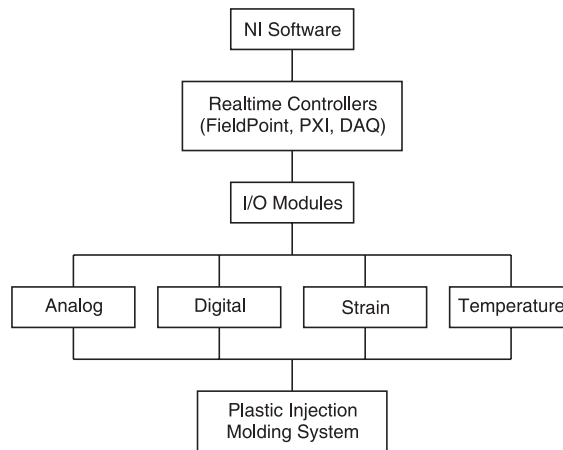 NI Software
Realtime Controllers
(FieldPoint, PXI, DAQ)
I/O Modules
Analog
Digital
Strain
Temperature
Plastic Injection
Molding System